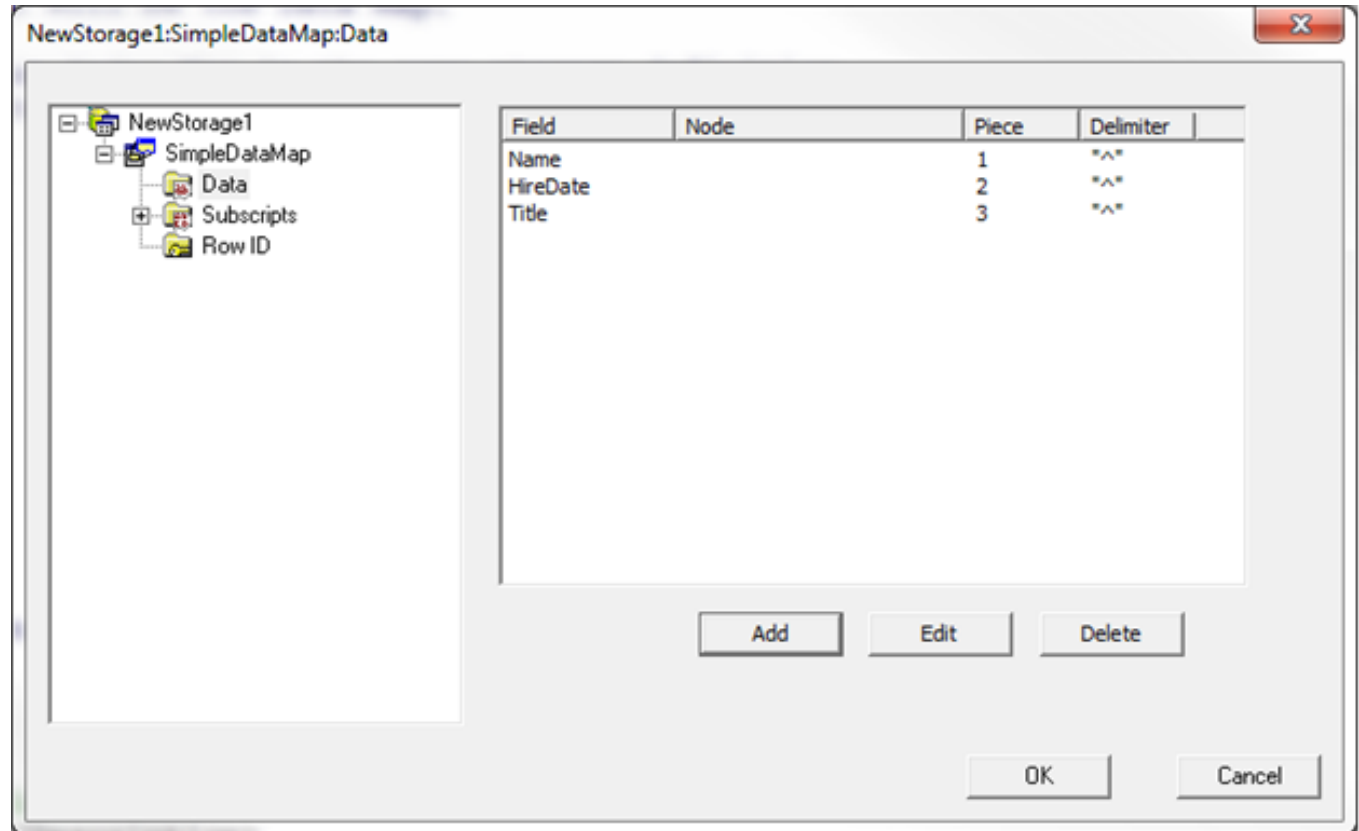 NewStorage1:SimpleDataMap:Data
NewStorage1
SimpleDataMap
Data
Subscripts
Row ID
Field Node Piece Delimiter
Name 1 "^"
HireDate 2 "^"
Title 3 "^"
Add Edit Delete
OK Cancel